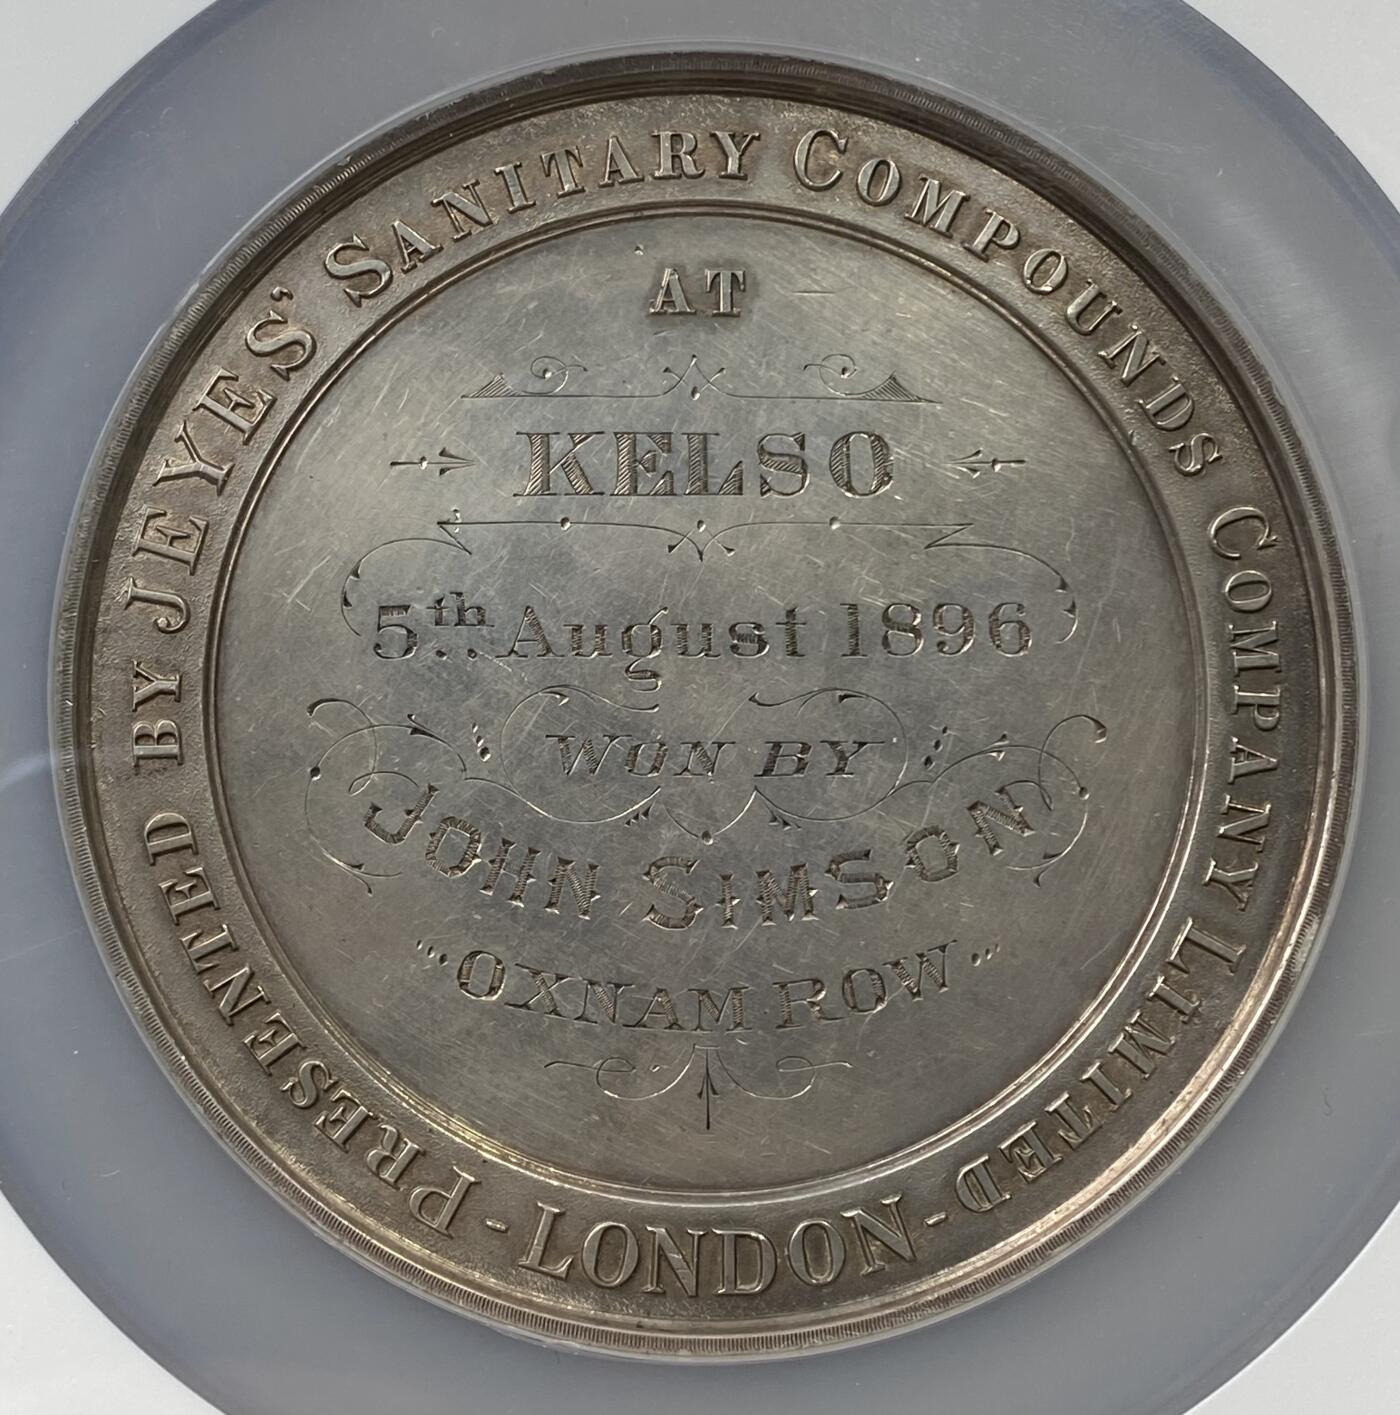 PRESENTED BY JEYES' SANITARY COMPOUNDS COMPANY LIMITED
- LONDON -
AT
KELSO
5th August 1896
WON BY
JOHN SIMSON
"OXNAM ROW"